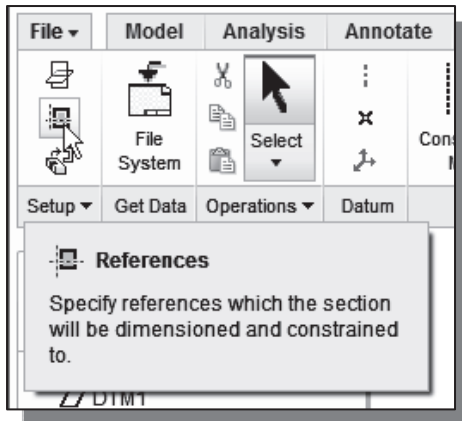 File Model Analysis Annotate
File System
Select
Setup Get Data Operations Datum
References
Specify references which the section
will be dimensioned and constrained
to.
DTM1